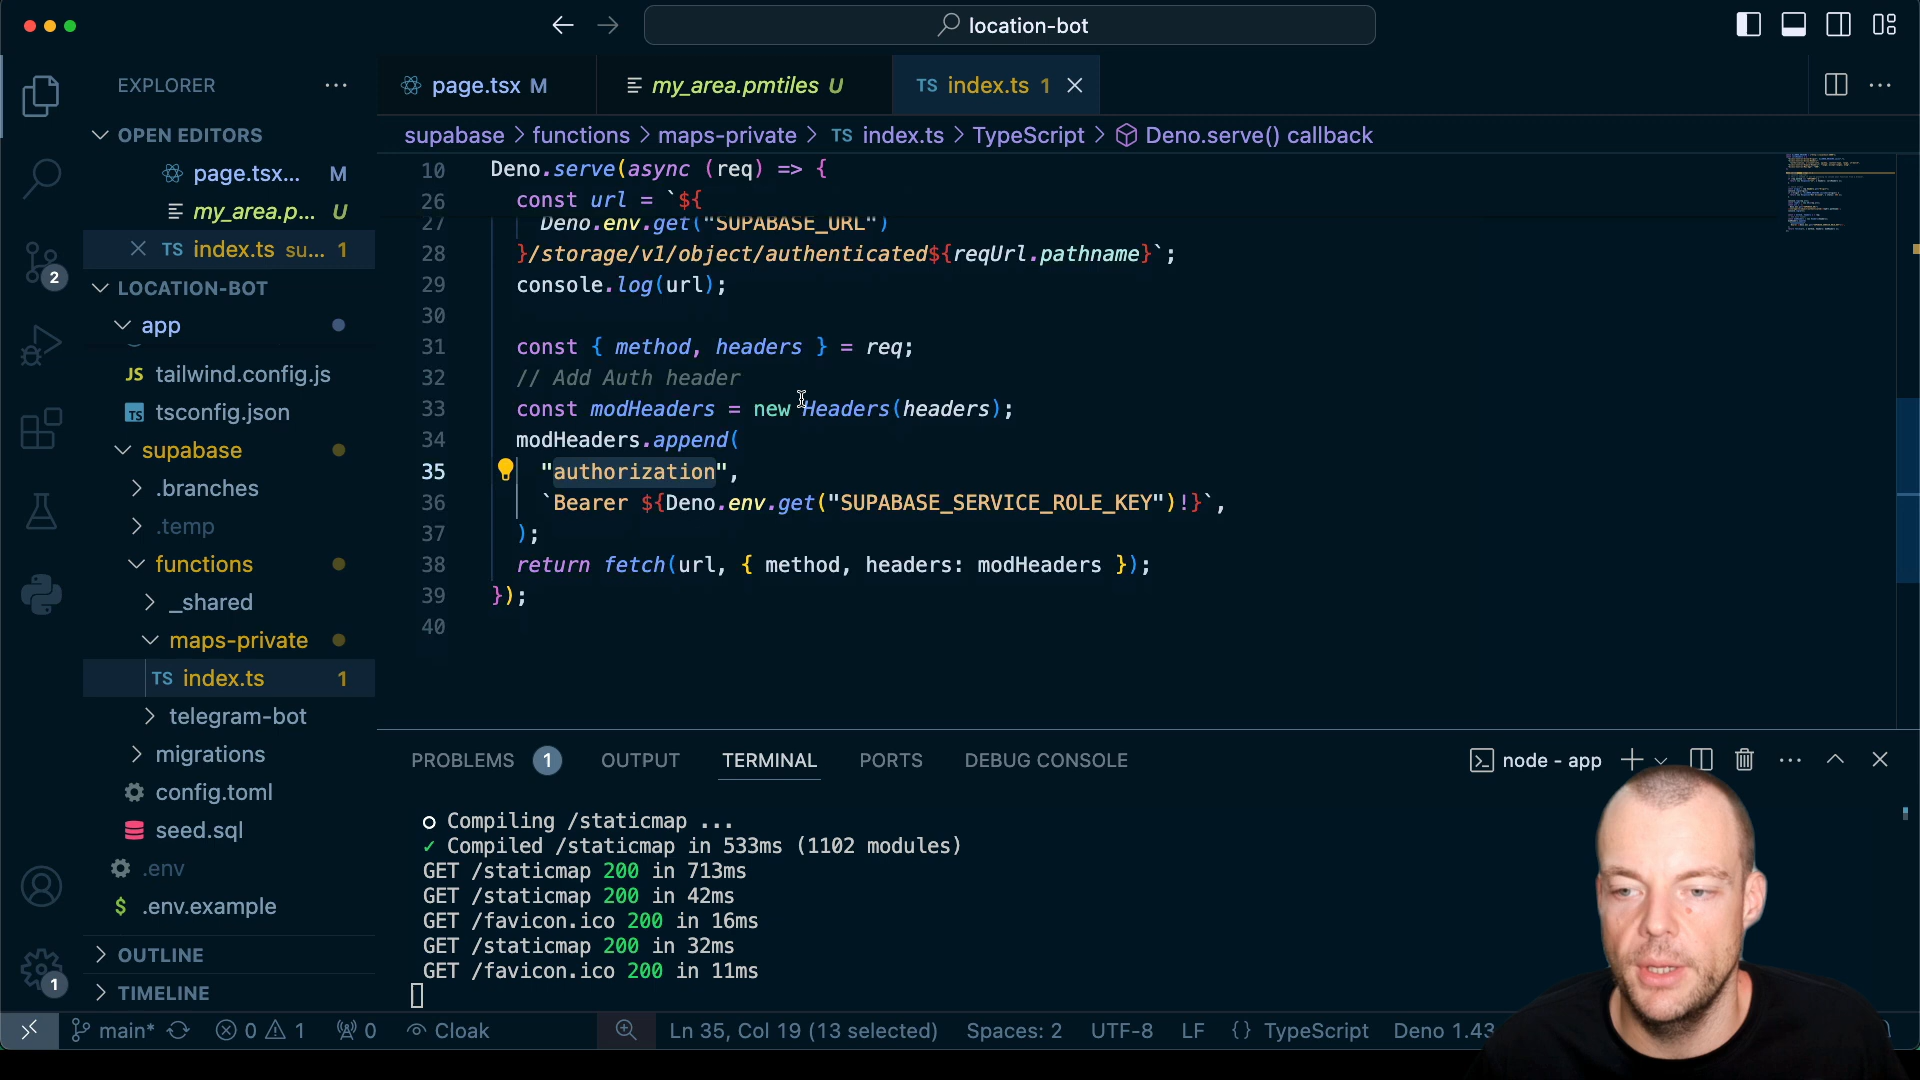 location-bot
EXPLORER
page.tsx M
my_area.pmtiles U
TS index.ts 1
OPEN EDITORS
page.tsx... M
my_area.p... U
TS index.ts su... 1
LOCATION-BOT
app
JS tailwind.config.js
TS tsconfig.json
supabase
.branches
.temp
functions
_shared
maps-private
TS index.ts 1
telegram-bot
migrations
config.toml
seed.sql
.env
$ .env.example
OUTLINE
TIMELINE
2
1
supabase > functions > maps-private > TS index.ts > TypeScript > Deno.serve() callback
10 Deno.serve(async (req) => {
26 const url = `${
27 Deno.env.get("SUPABASE_URL")
28 }/storage/v1/object/authenticated${reqUrl.pathname}`;
29 console.log(url);
30
31 const { method, headers } = req;
32 // Add Auth header
33 const modHeaders = new Headers(headers);
34 modHeaders.append(
35 "authorization",
36 `Bearer ${Deno.env.get("SUPABASE_SERVICE_ROLE_KEY")!}`,
37 );
38 return fetch(url, { method, headers: modHeaders });
39 });
40
PROBLEMS 1 OUTPUT TERMINAL PORTS DEBUG CONSOLE
node - app
Compiling /staticmap ...
✓ Compiled /staticmap in 533ms (1102 modules)
GET /staticmap 200 in 713ms
GET /staticmap 200 in 42ms
GET /favicon.ico 200 in 16ms
GET /staticmap 200 in 32ms
GET /favicon.ico 200 in 11ms
main* 0 1 0 Cloak Ln 35, Col 19 (13 selected) Spaces: 2 UTF-8 LF {} TypeScript Deno 1.43